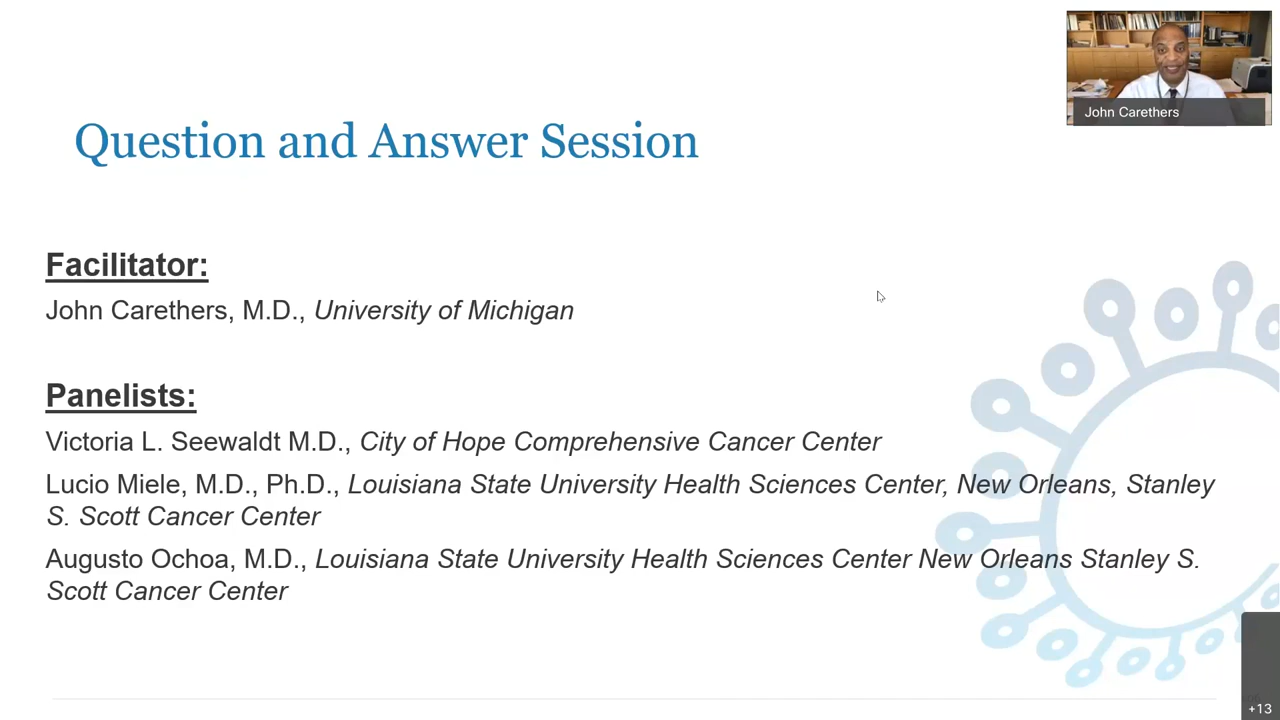 John Carethers
Question and Answer Session
Facilitator:
John Carethers, M.D., University of Michigan
Panelists:
Victoria L. Seewaldt M.D., City of Hope Comprehensive Cancer Center
Lucio Miele, M.D., Ph.D., Louisiana State University Health Sciences Center, New Orleans, Stanley
S. Scott Cancer Center
Augusto Ochoa, M.D., Louisiana State University Health Sciences Center New Orleans Stanley S.
Scott Cancer Center
+13